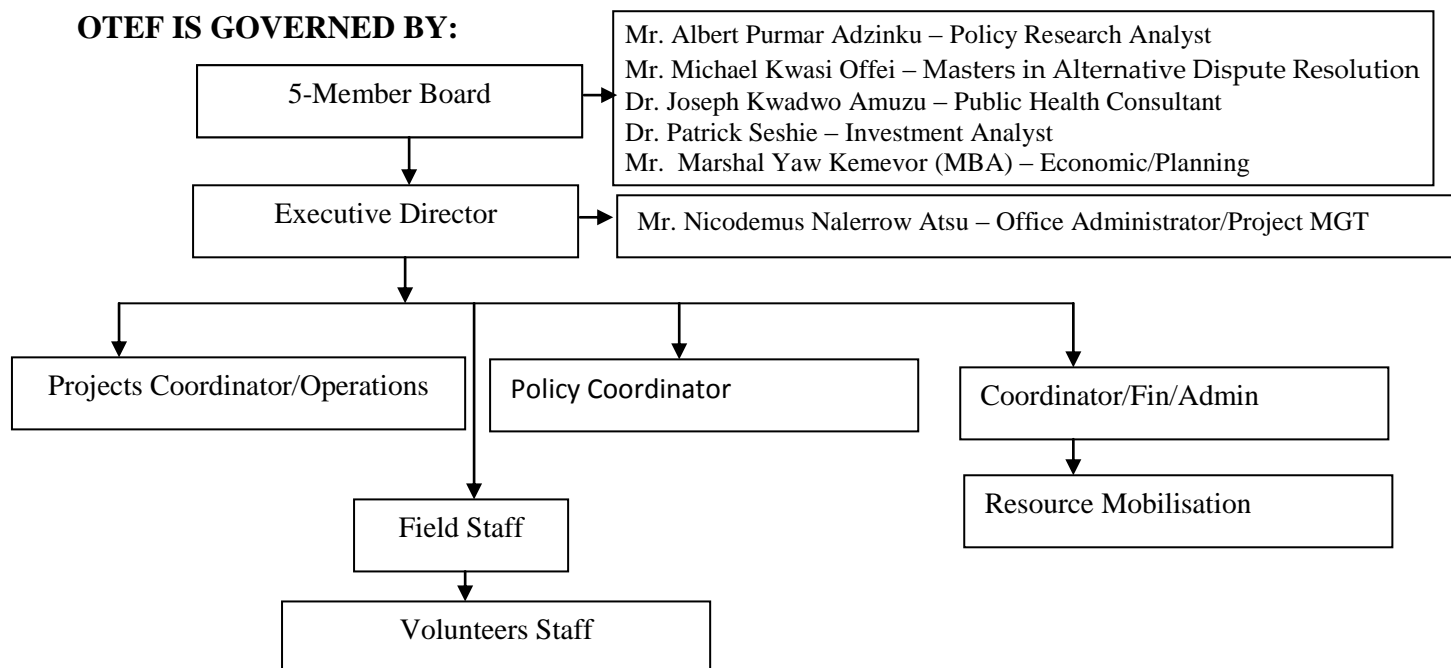 OTEF IS GOVERNED BY:
5-Member Board
Mr. Albert Purmar Adzinku – Policy Research Analyst
Mr. Michael Kwasi Offei – Masters in Alternative Dispute Resolution
Dr. Joseph Kwadwo Amuzu – Public Health Consultant
Dr. Patrick Seshie – Investment Analyst
Mr. Marshal Yaw Kemevor (MBA) – Economic/Planning
Executive Director
Mr. Nicodemus Nalerrow Atsu – Office Administrator/Project MGT
Projects Coordinator/Operations
Policy Coordinator
Coordinator/Fin/Admin
Resource Mobilisation
Field Staff
Volunteers Staff